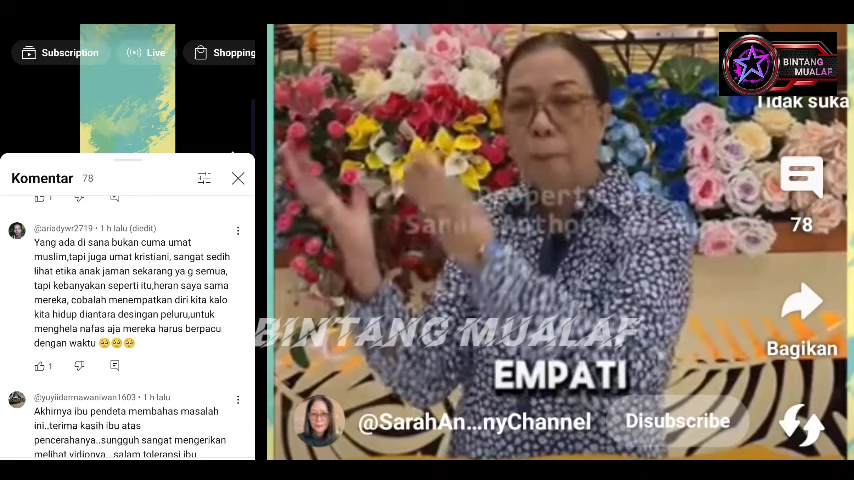 Subscription
Live
Shopping
Komentar 78
@ariadywr2719 • 1 h lalu (diedit)
Yang ada di sana bukan cuma umat
muslim,tapi juga umat kristiani, sangat sedih
lihat etika anak jaman sekarang ya g semua,
tapi kebanyakan seperti itu,heran saya sama
mereka, cobalah menempatkan diri kita kalo
kita hidup diantara desingan peluru,untuk
menghela nafas aja mereka harus berpacu
dengan waktu 🥺🥺🥺
1
@yuyiidarmawaniwan1603 • 1 h lalu
Akhirnya ibu pendeta membahas masalah
ini..terima kasih ibu atas
pencerahanya..sungguh sangat mengerikan
melihat vidionya...salam toleransi ibu
BINTANG
MUALAF
Tidak suka
78
Property
BINTANG MUALAF
Bagikan
EMPATI
@SarahAn...nyChannel
Disubscribe